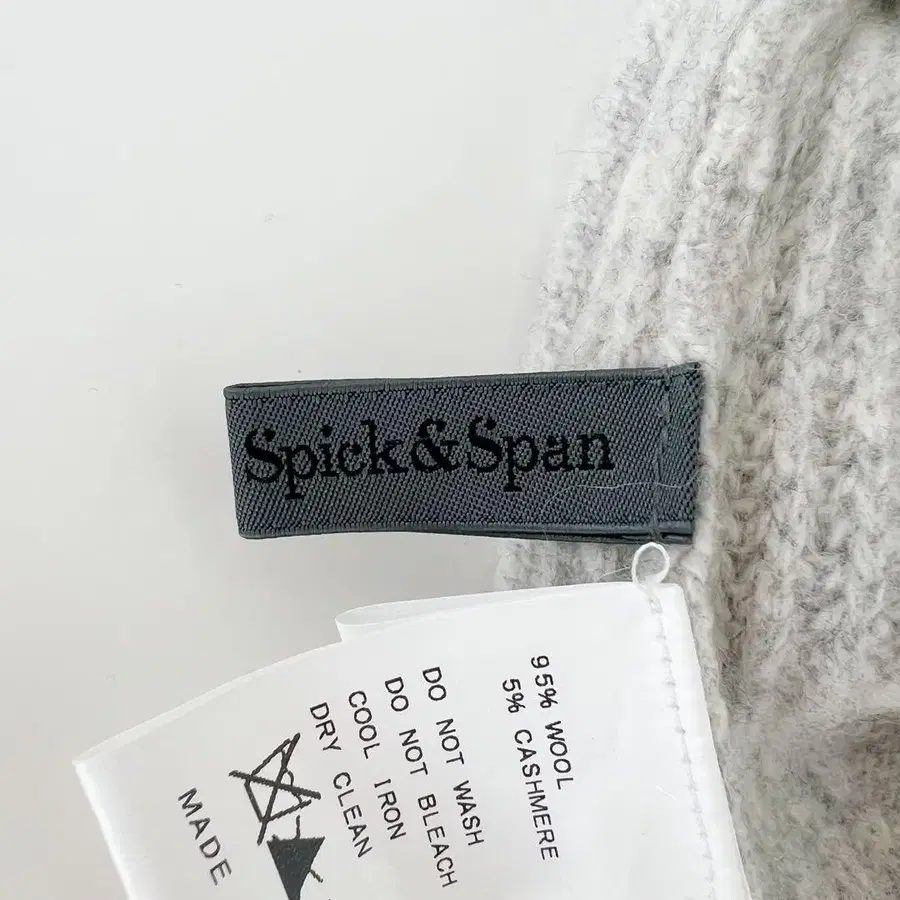 Spick&Span
95% WOOL
5% CASHMERE
DO NOT WASH
DO NOT BLEACH
COOL IRON
DRY CLEAN
MADE